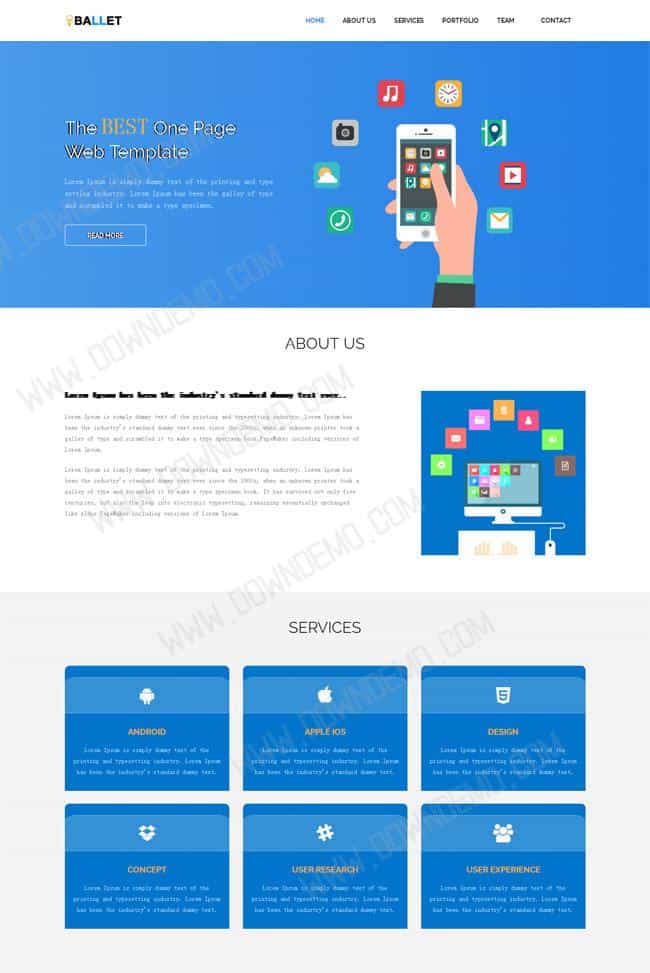 BALLET
HOME ABOUT US SERVICES PORTFOLIO TEAM CONTACT
The BEST One Page
Web Template
Lorem Ipsum is simply dummy text of the printing and type
setting industry. Lorem Ipsum has been the galley of type
and scrambled it to make a type specimen.
READ MORE
ABOUT US
Lorem Ipsum has been the industry's standard dummy text ever..
Lorem Ipsum is simply dummy text of the printing and typesetting industry. Lorem Ipsum has
been the industry's standard dummy text ever since the 1500s, when an unknown printer took a
galley of type and scrambled it to make a type specimen book.PageMaker including versions of
Lorem Ipsum.
Lorem Ipsum is simply dummy text of the printing and typesetting industry. Lorem Ipsum has
been the industry's standard dummy text ever since the 1500s, when an unknown printer took a
galley of type and scrambled it to make a type specimen book. It has survived not only five
centuries, but also the leap into electronic typesetting, remaining essentially unchanged
like Aldus PageMaker including versions of Lorem Ipsum.
SERVICES
ANDROID
Lorem Ipsum is simply dummy text of the
printing and typesetting industry. Lorem Ipsum
has been the industry's standard dummy text.
APPLE IOS
Lorem Ipsum is simply dummy text of the
printing and typesetting industry. Lorem Ipsum
has been the industry's standard dummy text.
DESIGN
Lorem Ipsum is simply dummy text of the
printing and typesetting industry. Lorem Ipsum
has been the industry's standard dummy text.
CONCEPT
Lorem Ipsum is simply dummy text of the
printing and typesetting industry. Lorem Ipsum
has been the industry's standard dummy text.
USER RESEARCH
Lorem Ipsum is simply dummy text of the
printing and typesetting industry. Lorem Ipsum
has been the industry's standard dummy text.
USER EXPERIENCE
Lorem Ipsum is simply dummy text of the
printing and typesetting industry. Lorem Ipsum
has been the industry's standard dummy text.
WWW.DOWNDEMO.COM
WWW.DOWNDEMO.COM
WWW.DOWNDEMO.COM
WWW.DOWNDEMO.COM
WWW.DOWNDEMO.COM